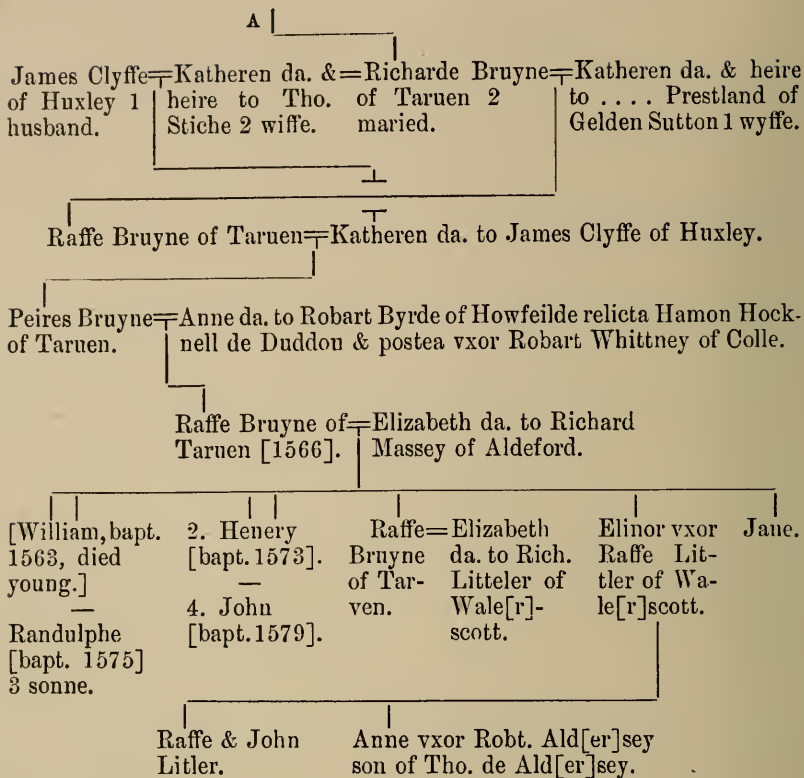 A
James Clyffe=Katheren da. &=Richarde Bruyne=Katheren da. & heire
of Huxley 1 heire to Tho. of Taruen 2 to . . . . Prestland of
husband. Stiche 2 wiffe. maried. Gelden Sutton 1 wyffe.
Raffe Bruyne of Taruen=Katheren da. to James Clyffe of Huxley.
Peires Bruyne=Anne da. to Robart Byrde of Howfeilde relicta Hamon Hock-
of Taruen. nell de Duddon & postea vxor Robart Whittney of Colle.
Raffe Bruyne of=Elizabeth da. to Richard
Taruen [1566]. Massey of Aldeford.
[William, bapt. 1563, died young.]
—
Randulphe [bapt. 1575] 3 sonne.
2. Henery [bapt. 1573].
—
4. John [bapt. 1579].
Raffe=Elizabeth
Bruyne da. to Rich.
of Tar- Litteler of
ven. Wale[r]-
scott.
Elinor vxor
Raffe Lit-
tler of Wa-
le[r]scott.
Jane.
Raffe & John
Litler.
Anne vxor Robt. Ald[er]sey
son of Tho. de Ald[er]sey.